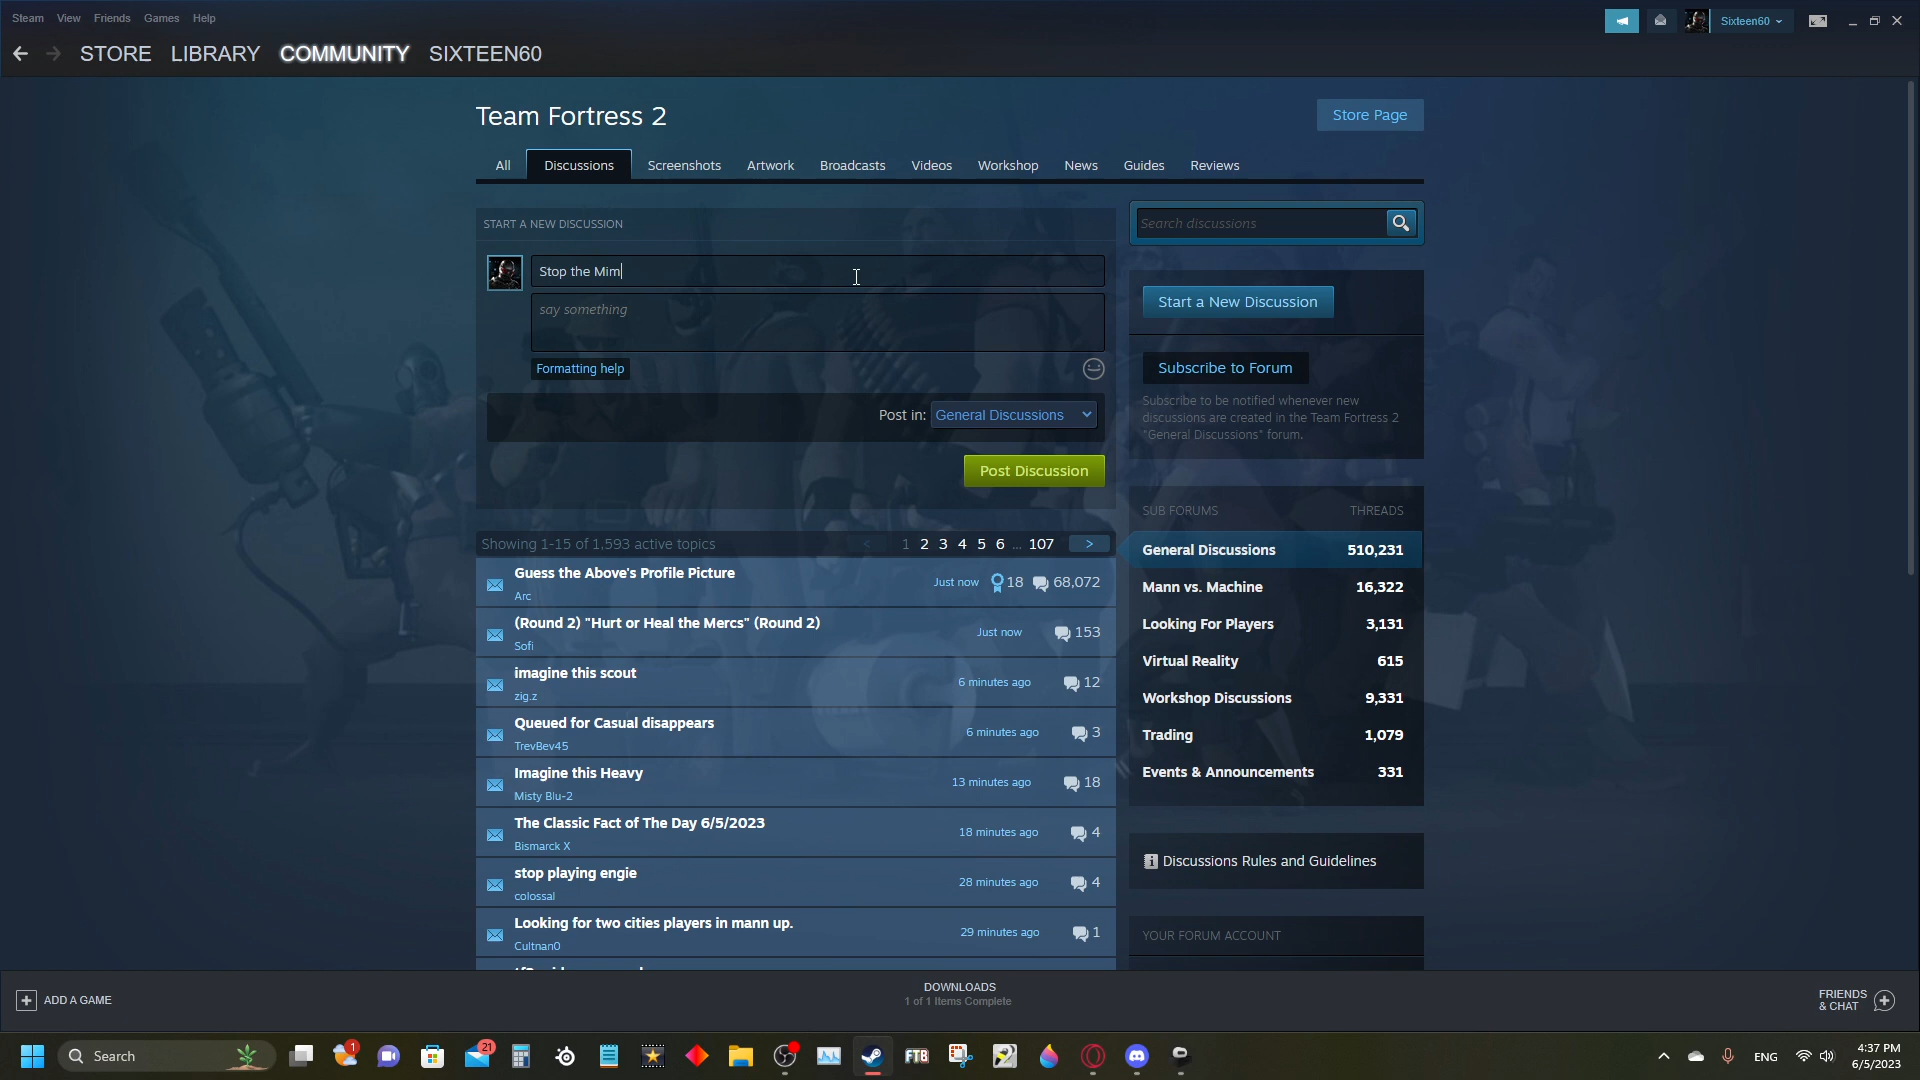 Steam View Friends Games Help
Sixteen60
STORE LIBRARY COMMUNITY SIXTEEN60
Team Fortress 2
Store Page
All Discussions Screenshots Artwork Broadcasts Videos Workshop News Guides Reviews
START A NEW DISCUSSION
Search discussions
Stop the Mim
say something
Start a New Discussion
Formatting help
Subscribe to Forum
Subscribe to be notified whenever new
discussions are created in the Team Fortress 2
"General Discussions" forum.
Post in: General Discussions
Post Discussion
SUB FORUMS THREADS
General Discussions 510,231
Mann vs. Machine 16,322
Looking For Players 3,131
Virtual Reality 615
Workshop Discussions 9,331
Trading 1,079
Events & Announcements 331
Discussions Rules and Guidelines
YOUR FORUM ACCOUNT
Showing 1-15 of 1,593 active topics
< 1 2 3 4 5 6 ... 107 >
Guess the Above's Profile Picture
Arc
Just now 18 68,072
(Round 2) "Hurt or Heal the Mercs" (Round 2)
Sofi
Just now 153
imagine this scout
zig.z
6 minutes ago 12
Queued for Casual disappears
TrevBev45
6 minutes ago 3
Imagine this Heavy
Misty Blu-2
13 minutes ago 18
The Classic Fact of The Day 6/5/2023
Bismarck X
18 minutes ago 4
stop playing engie
colossal
28 minutes ago 4
Looking for two cities players in mann up.
Cultnan0
29 minutes ago 1
ADD A GAME
DOWNLOADS
1 of 1 Items Complete
FRIENDS
& CHAT
Search
1
21
FTB
ENG
4:37 PM
6/5/2023